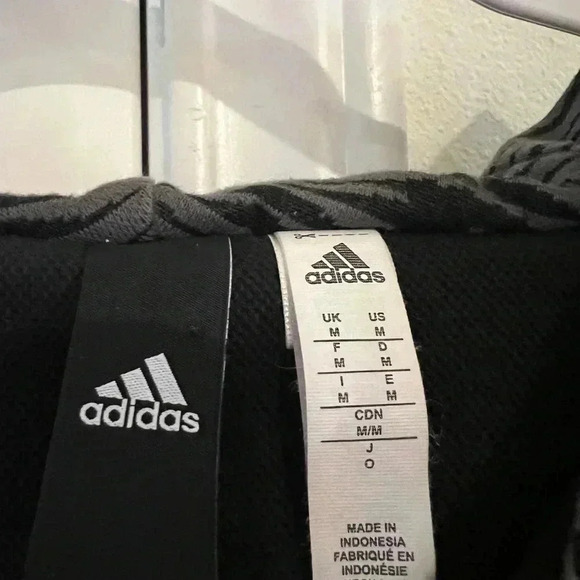 adidas
adidas
UK US
M M
F D
M M
I E
M M
CDN
M/M
J
O
MADE IN
INDONESIA
FABRIQUÉ EN
INDONÉSIE